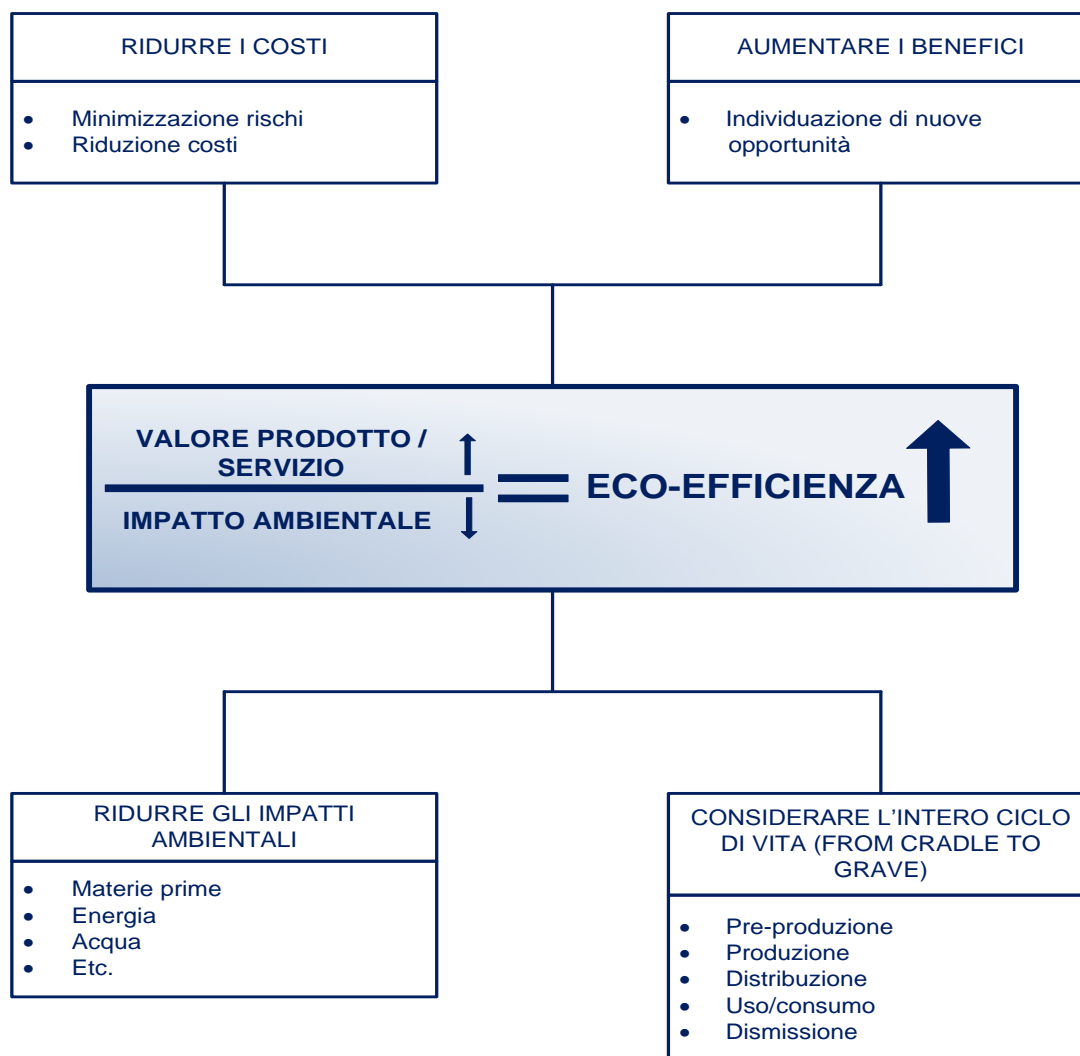 RIDURRE I COSTI
• Minimizzazione rischi
• Riduzione costi
AUMENTARE I BENEFICI
• Individuazione di nuove
opportunità
VALORE PRODOTTO /
SERVIZIO
IMPATTO AMBIENTALE
= ECO-EFFICIENZA
RIDURRE GLI IMPATTI
AMBIENTALI
• Materie prime
• Energia
• Acqua
• Etc.
CONSIDERARE L'INTERO CICLO
DI VITA (FROM CRADLE TO
GRAVE)
• Pre-produzione
• Produzione
• Distribuzione
• Uso/consumo
• Dismissione